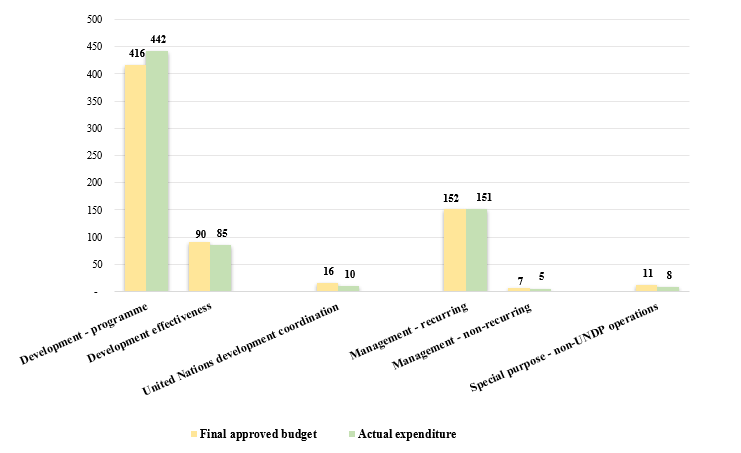 500
450
400
350
300
250
200
150
100
50
-
416
442
90
85
16
10
152
151
7
5
11
8
Development - programme
Development effectiveness
United Nations development coordination
Management - recurring
Management - non-recurring
Special purpose - non-UNDP operations
Final approved budget
Actual expenditure